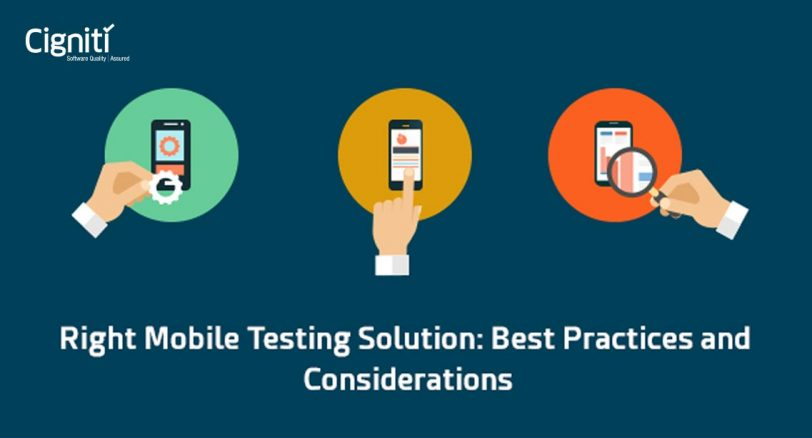 Cigniti
Software Quality | Assured
Right Mobile Testing Solution: Best Practices and
Considerations